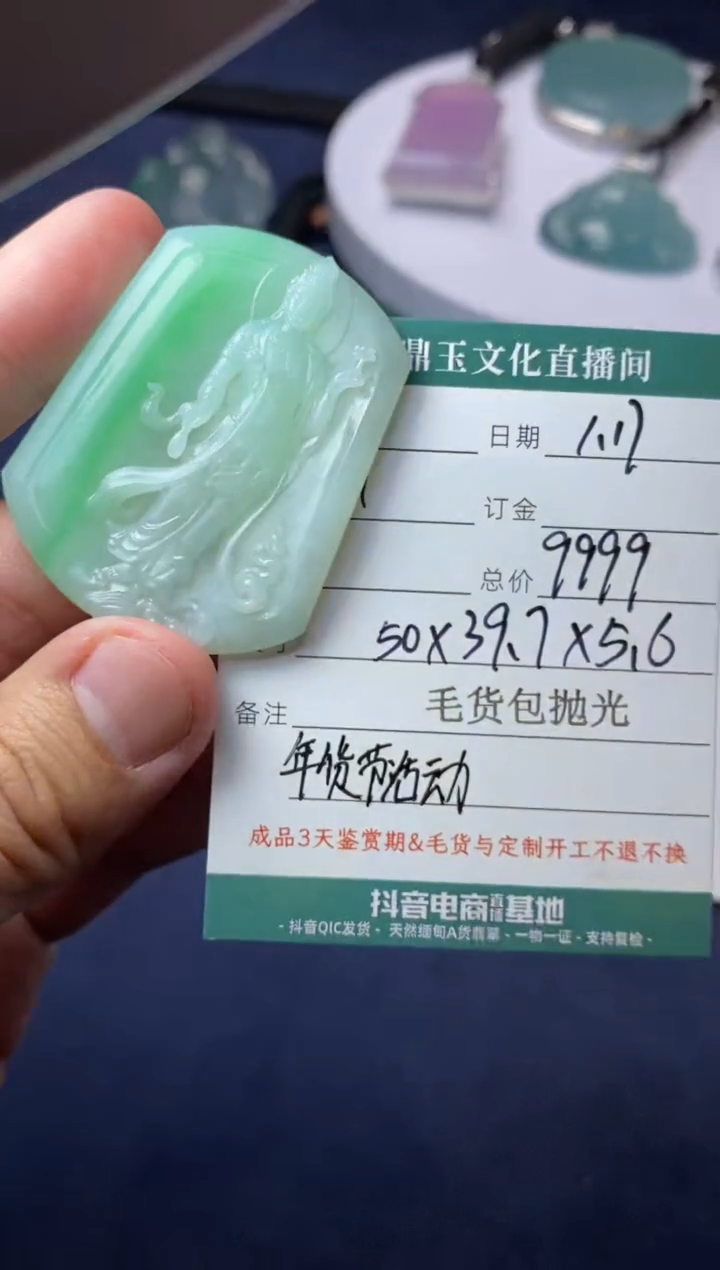 鼎玉文化直播间
日期 1.17
订金
总价 9999
50×39.7×5.6
备注 毛货包抛光
年货节活动
成品3天鉴赏期&毛货与定制开工不退不换
抖音电商直播基地
- 抖音QIC发货 - 天然缅甸A货翡翠 - 一物一证 - 支持复检 -